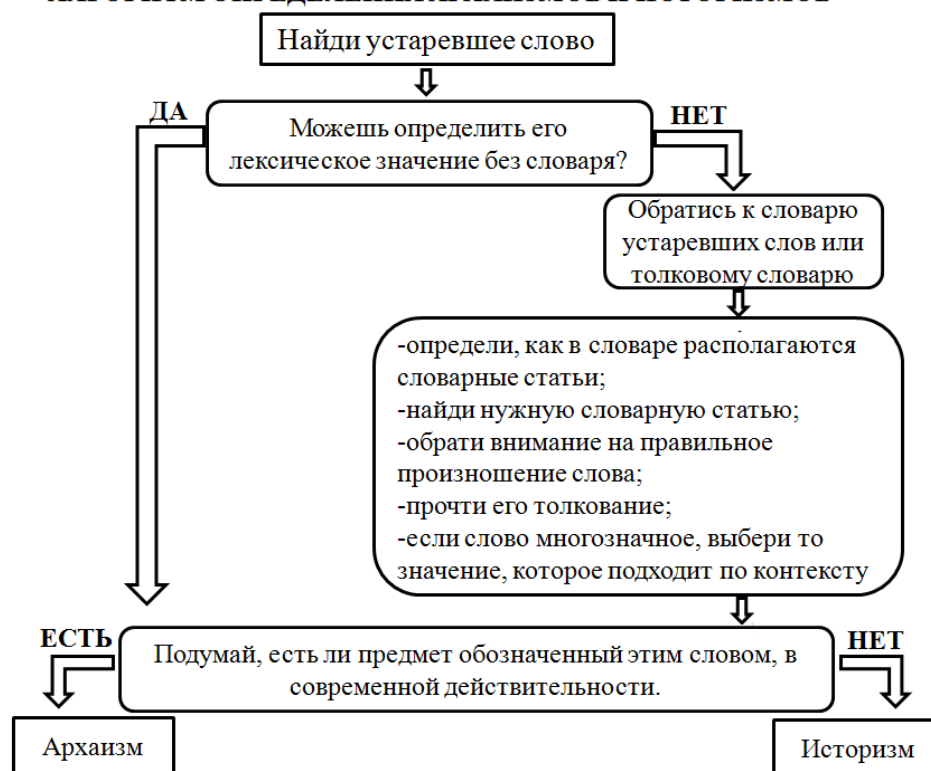 Найди устаревшее слово
ДА
НЕТ
Можешь определить его
лексическое значение без словаря?
Обратись к словарю
устаревших слов или
толковому словарю
-определи, как в словаре располагаются
словарные статьи;
-найди нужную словарную статью;
-обрати внимание на правильное
произношение слова;
-прочти его толкование;
-если слово многозначное, выбери то
значение, которое подходит по контексту
ЕСТЬ
НЕТ
Подумай, есть ли предмет обозначенный этим словом, в
современной действительности.
Архаизм
Историзм